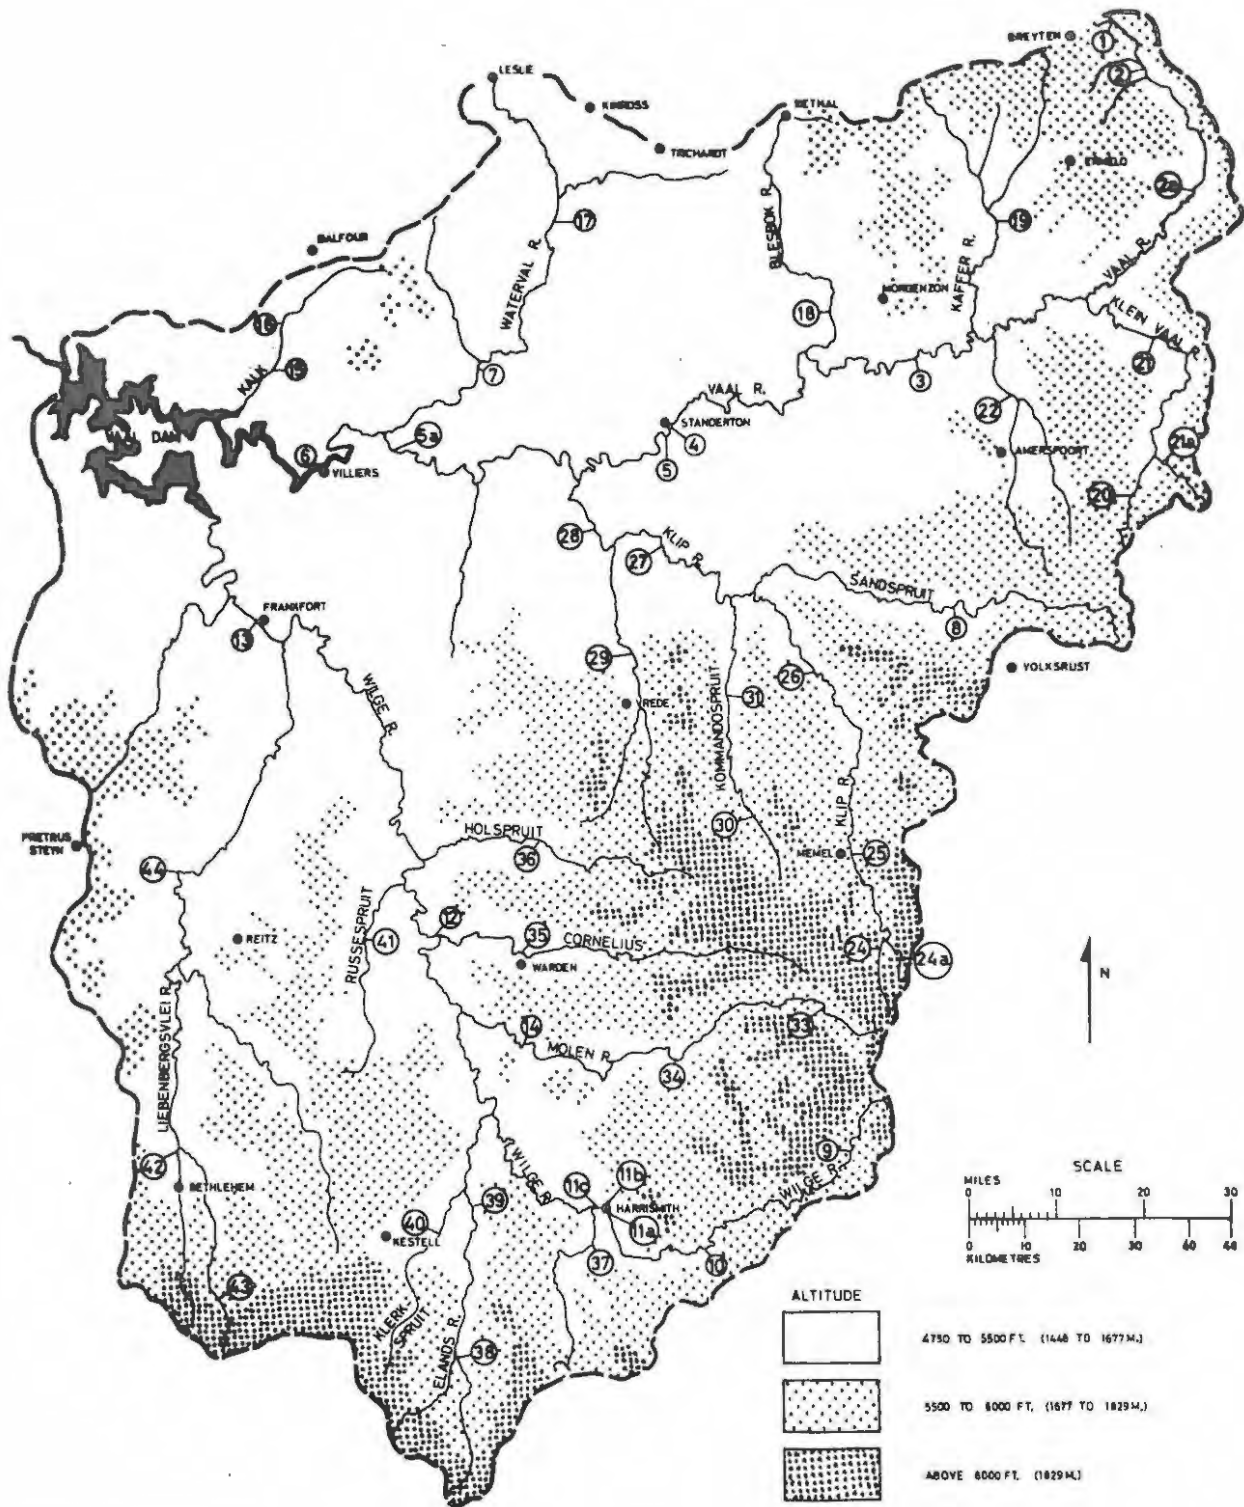 BREYTEN
1
LESLIE
2
KINROSS
BETHAL
TRICHARDT
ERMELO
2a
17
19
BLESBOK R.
BALFOUR
WATERVAL R.
KAFFER R.
VAAL R.
MORGENZON
KLEIN VAAL R.
16
18
21
15
7
3
KALK
VAAL R.
22
STANDERTON
5a
4
21a
VAAL DAM
6
5
AMERSFOORT
VILLIERS
20
28
KLIP R.
27
SANDSPRUIT
FRANKFORT
8
13
29
VOLKSRUST
26
31
VREDE
WILGE R.
KOMMANDOSPRUIT
KLIP R.
HOLSPRUIT
30
PRETRUS
STEYN
36
MEMEL
25
44
RUSSESPRUIT
12
35
CORNELIUS
REITZ
41
24
24a
WARDEN
N
LIEBENBERGSVLEI R.
14
33
MOLEN R.
34
9
42
WILGE R.
11b
WILGE R.
SCALE
11c
MILES
BETHLEHEM
39
0 10 20 30
HARRISMITH
40
11a
KESTELL
0 10 20 30 40 48
37
10
KILOMETRES
43
ALTITUDE
KLERK
SPRUIT
4750 TO 5500 FT. (1448 TO 1677 M.)
ELANDS R.
38
5500 TO 6000 FT. (1677 TO 1829 M.)
ABOVE 6000 FT. (1829 M.)